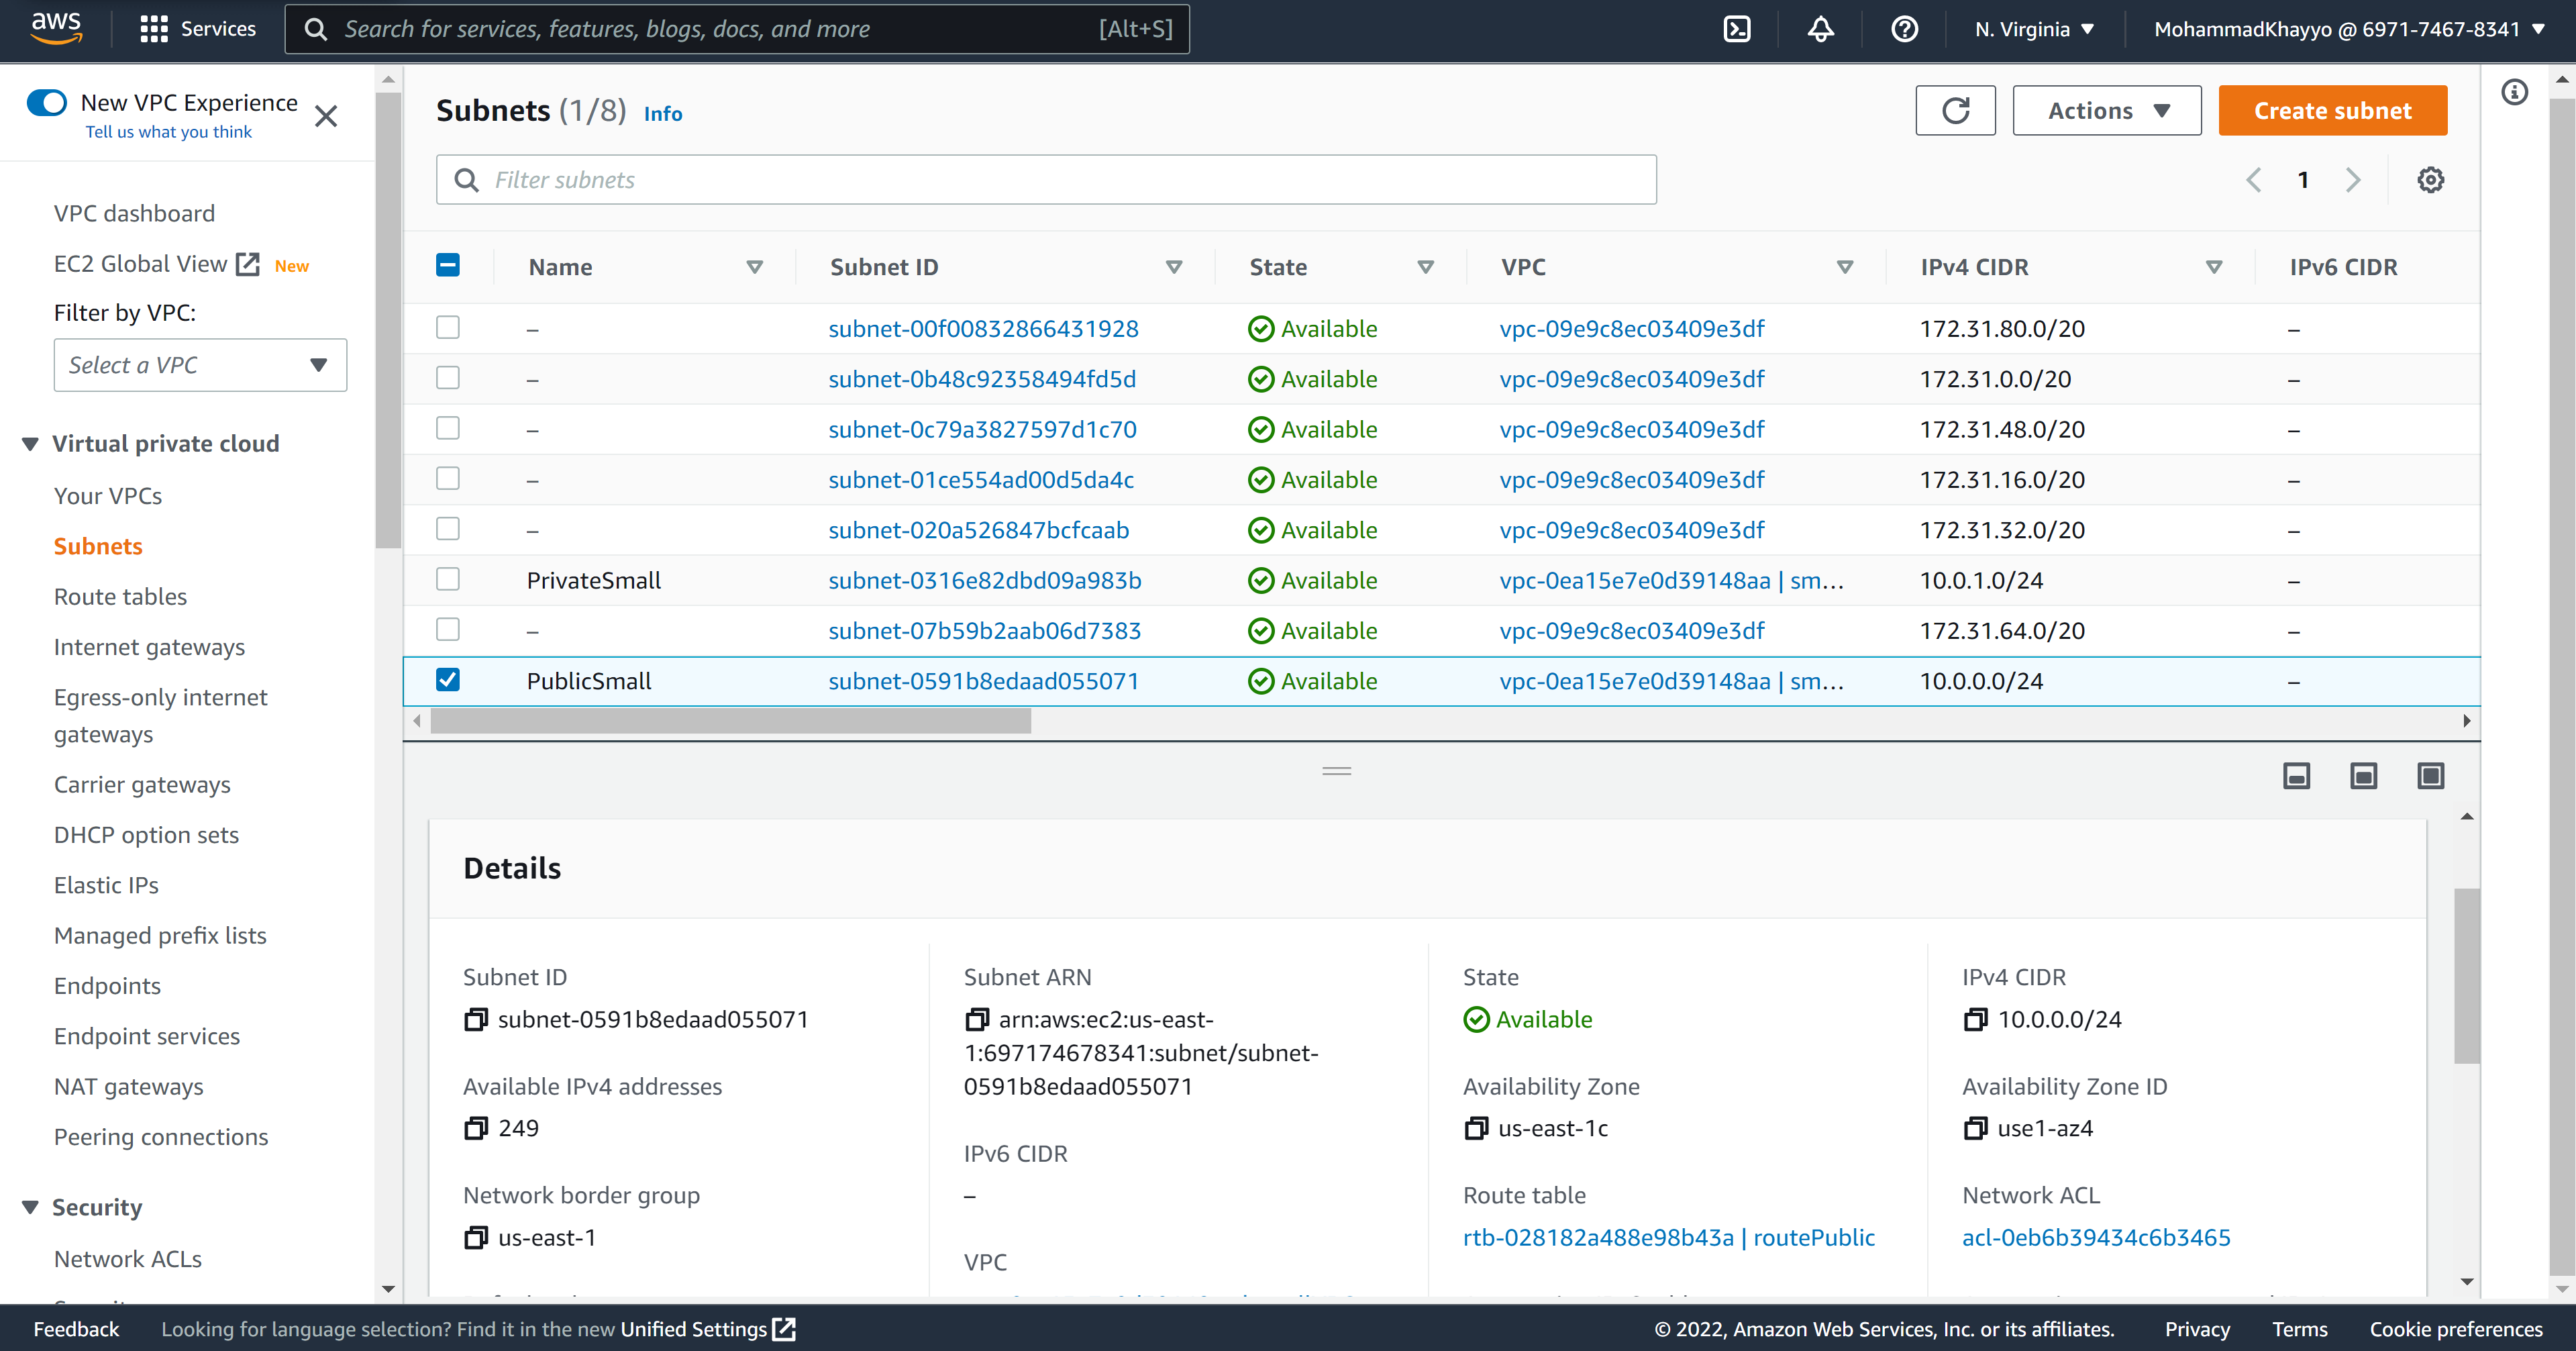 aws
Services
Search for services, features, blogs, docs, and more [Alt+S]
N. Virginia
MohammadKhayyo @ 6971-7467-8341
New VPC Experience
Tell us what you think
VPC dashboard
EC2 Global View New
Filter by VPC:
Select a VPC
Virtual private cloud
Your VPCs
Subnets
Route tables
Internet gateways
Egress-only internet
gateways
Carrier gateways
DHCP option sets
Elastic IPs
Managed prefix lists
Endpoints
Endpoint services
NAT gateways
Peering connections
Security
Network ACLs
Subnets (1/8) Info
Actions
Create subnet
Filter subnets
1
Name Subnet ID State VPC IPv4 CIDR IPv6 CIDR
– subnet-00f00832866431928 Available vpc-09e9c8ec03409e3df 172.31.80.0/20 –
– subnet-0b48c92358494fd5d Available vpc-09e9c8ec03409e3df 172.31.0.0/20 –
– subnet-0c79a3827597d1c70 Available vpc-09e9c8ec03409e3df 172.31.48.0/20 –
– subnet-01ce554ad00d5da4c Available vpc-09e9c8ec03409e3df 172.31.16.0/20 –
– subnet-020a526847bcfcaab Available vpc-09e9c8ec03409e3df 172.31.32.0/20 –
PrivateSmall subnet-0316e82dbd09a983b Available vpc-0ea15e7e0d39148aa | sm... 10.0.1.0/24 –
– subnet-07b59b2aab06d7383 Available vpc-09e9c8ec03409e3df 172.31.64.0/20 –
PublicSmall subnet-0591b8edaad055071 Available vpc-0ea15e7e0d39148aa | sm... 10.0.0.0/24 –
Details
Subnet ID
subnet-0591b8edaad055071
Available IPv4 addresses
249
Network border group
us-east-1
Subnet ARN
arn:aws:ec2:us-east-
1:697174678341:subnet/subnet-
0591b8edaad055071
IPv6 CIDR
–
VPC
State
Available
Availability Zone
us-east-1c
Route table
rtb-028182a488e98b43a | routePublic
IPv4 CIDR
10.0.0.0/24
Availability Zone ID
use1-az4
Network ACL
acl-0eb6b39434c6b3465
Feedback
Looking for language selection? Find it in the new Unified Settings
© 2022, Amazon Web Services, Inc. or its affiliates.
Privacy
Terms
Cookie preferences